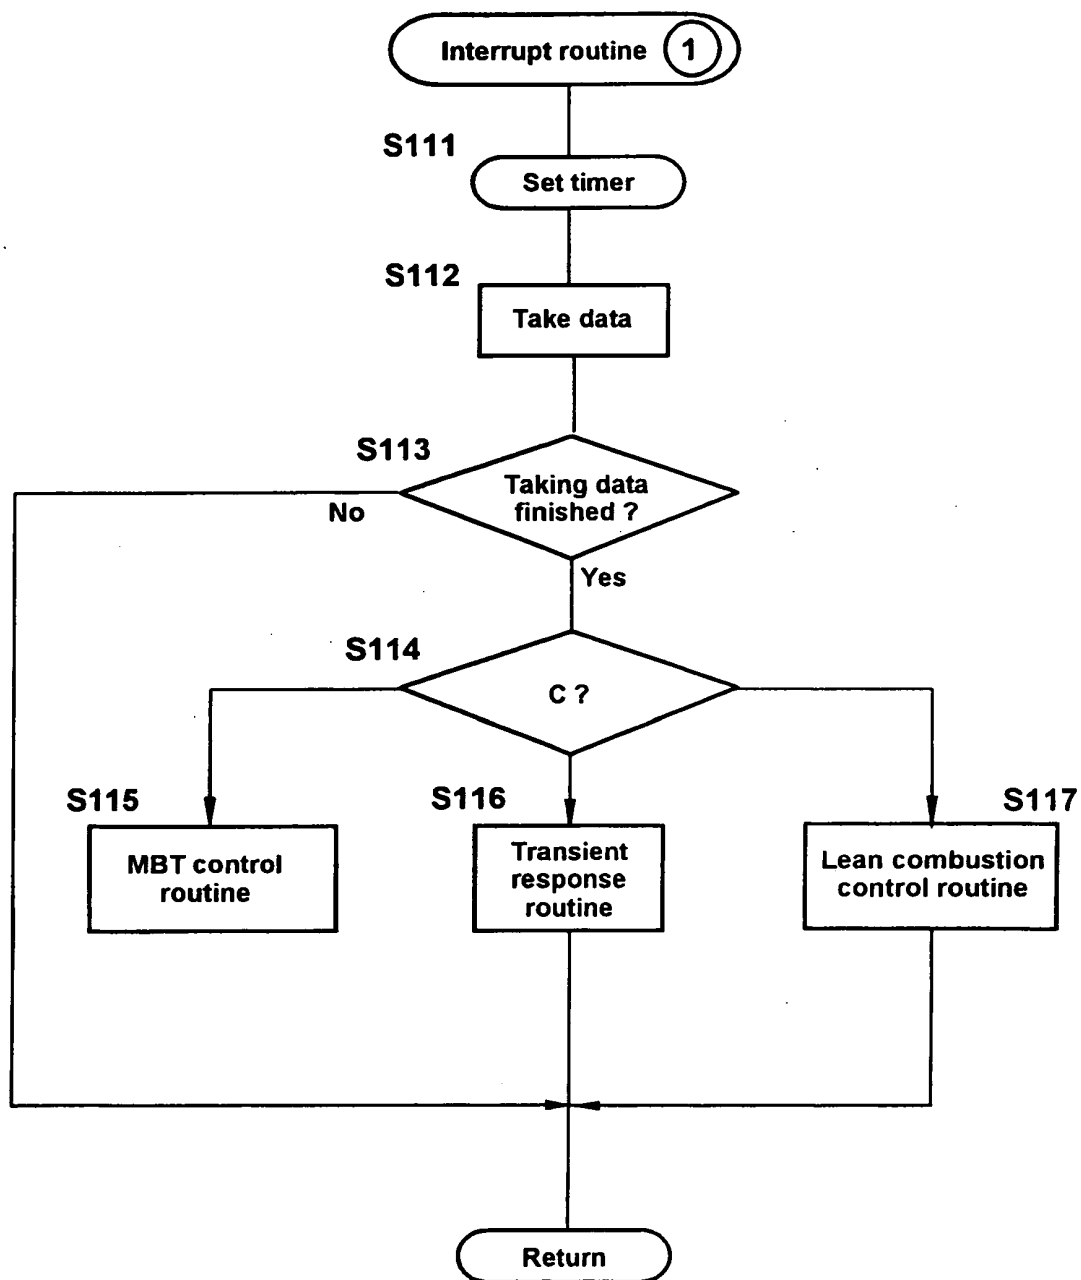 Interrupt routine 1
S111
Set timer
S112
Take data
S113
Taking data
finished ?
No
Yes
S114
C ?
S115
MBT control
routine
S116
Transient
response
routine
S117
Lean combustion
control routine
Return